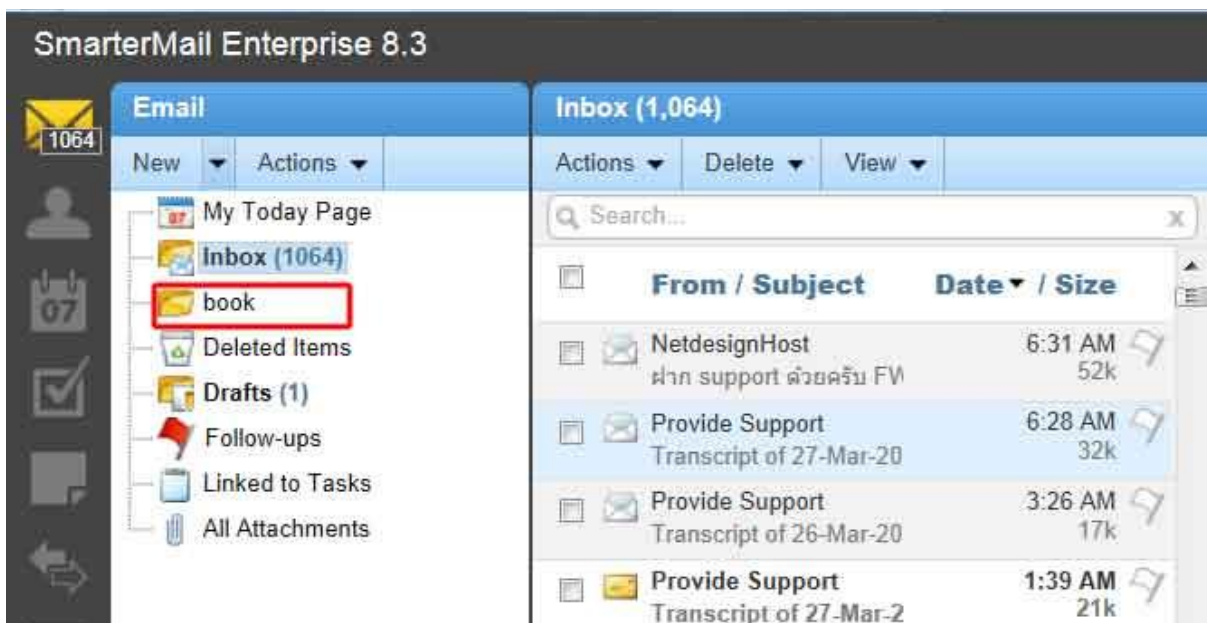 SmarterMail Enterprise 8.3
1064
07
Email
New Actions
07 My Today Page
Inbox (1064)
book
Deleted Items
Drafts (1)
Follow-ups
Linked to Tasks
All Attachments
Inbox (1,064)
Actions Delete View
Search... x
From / Subject Date / Size
NetdesignHost 6:31 AM
ฝาก support ด้วยครับ FW 52k
Provide Support 6:28 AM
Transcript of 27-Mar-20 32k
Provide Support 3:26 AM
Transcript of 26-Mar-20 17k
Provide Support 1:39 AM
Transcript of 27-Mar-2 21k